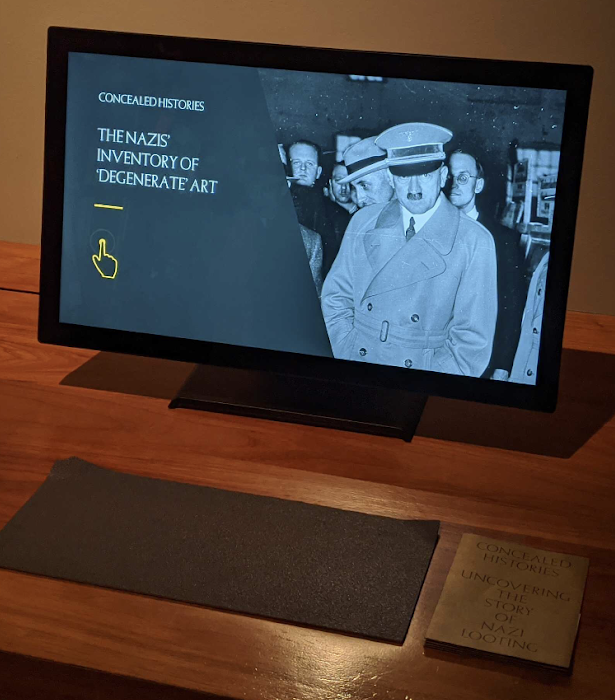 CONCEALED HISTORIES
THE NAZIS'
INVENTORY OF
'DEGENERATE' ART
CONCEALED
HISTORIES
UNCOVERING
THE
STORY
OF
NAZI
LOOTING